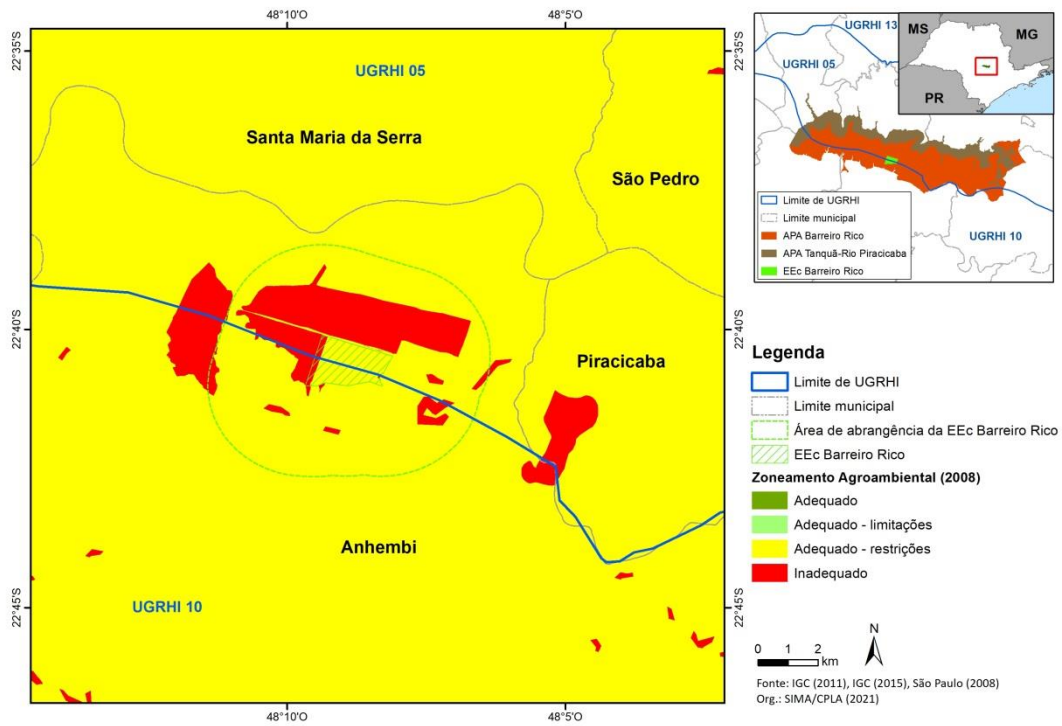 48°10'O
48°5'O
22°35'S
22°35'S
UGRHI 05
Santa Maria da Serra
São Pedro
22°40'S
22°40'S
Piracicaba
Anhembi
UGRHI 10
22°45'S
22°45'S
48°10'O
48°5'O
UGRHI 13
UGRHI 05
MS
MG
PR
UGRHI 10
Limite de UGRHI
Limite municipal
APA Barreiro Rico
APA Tanquã-Rio Piracicaba
EEc Barreiro Rico
Legenda
Limite de UGRHI
Limite municipal
Área de abrangência da EEc Barreiro Rico
EEc Barreiro Rico
Zoneamento Agroambiental (2008)
Adequado
Adequado - limitações
Adequado - restrições
Inadequado
N
0 1 2
km
Fonte: IGC (2011), IGC (2015), São Paulo (2008)
Org.: SIMA/CPLA (2021)